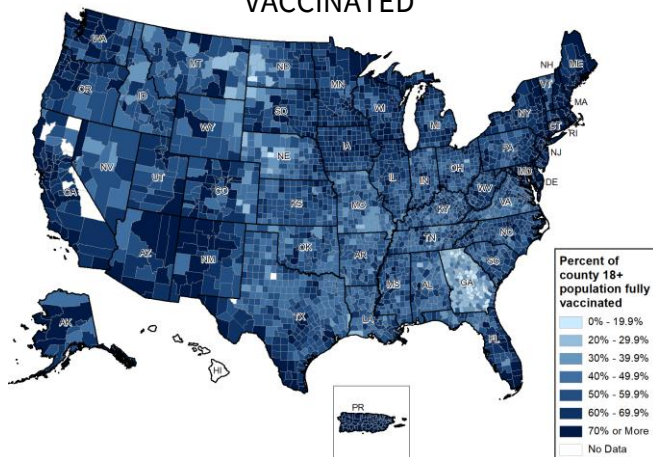 VACCINATED
WA
MT
ND
MN
OR
ID
SD
WI
MI
WY
NE
IA
NV
UT
CO
CA
KS
MO
IL
IN
OH
PA
NY
VT
NH
ME
MA
RI
CT
NJ
DE
MD
WV
VA
KY
NC
TN
SC
AZ
NM
OK
AR
MS
AL
GA
TX
LA
FL
AK
HI
PR
Percent of
county 18+
population fully
vaccinated
0% - 19.9%
20% - 29.9%
30% - 39.9%
40% - 49.9%
50% - 59.9%
60% - 69.9%
70% or More
No Data